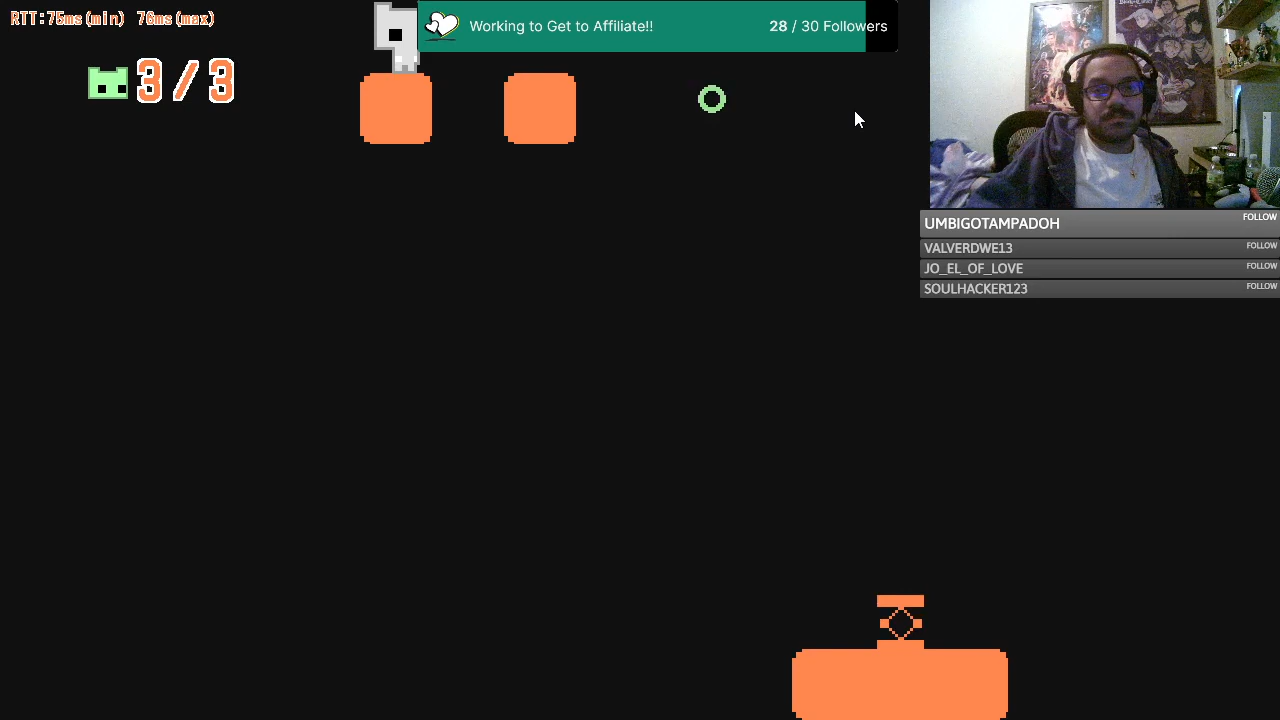 RTT:75ms(min) 76ms(max)
Working to Get to Affiliate!!
28 / 30 Followers
3/3
UMBIGOTAMPADOH FOLLOW
VALVERDWE13 FOLLOW
JO_EL_OF_LOVE FOLLOW
SOULHACKER123 FOLLOW